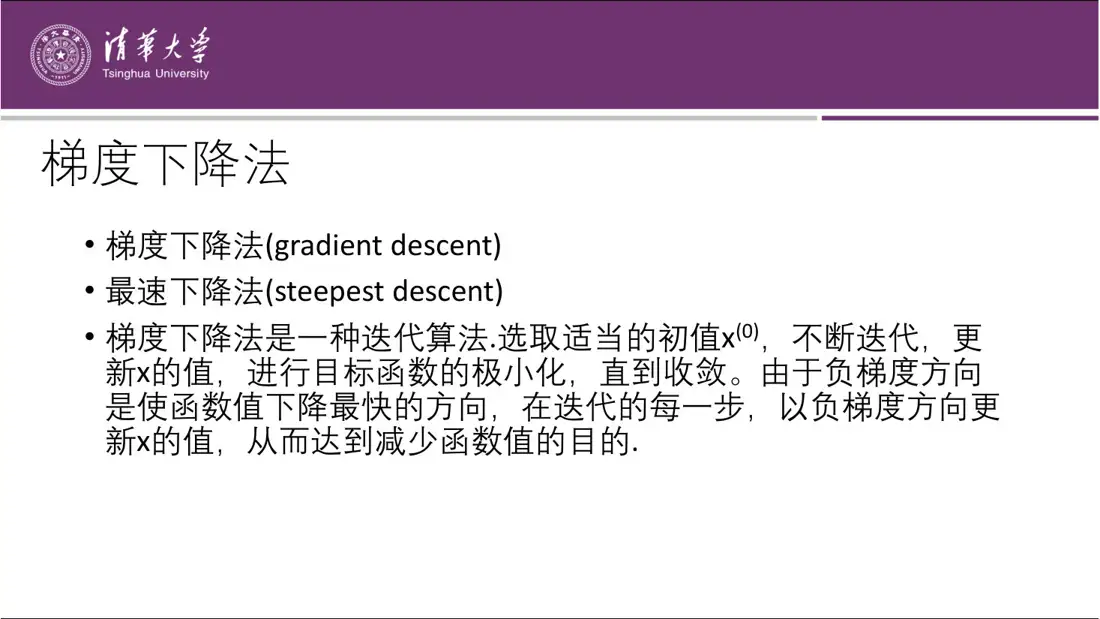 清华大学
Tsinghua University
梯度下降法
• 梯度下降法(gradient descent)
• 最速下降法(steepest descent)
• 梯度下降法是一种迭代算法.选取适当的初值x⁽⁰⁾，不断迭代，更
新x的值，进行目标函数的极小化，直到收敛。由于负梯度方向
是使函数值下降最快的方向，在迭代的每一步，以负梯度方向更
新x的值，从而达到减少函数值的目的.